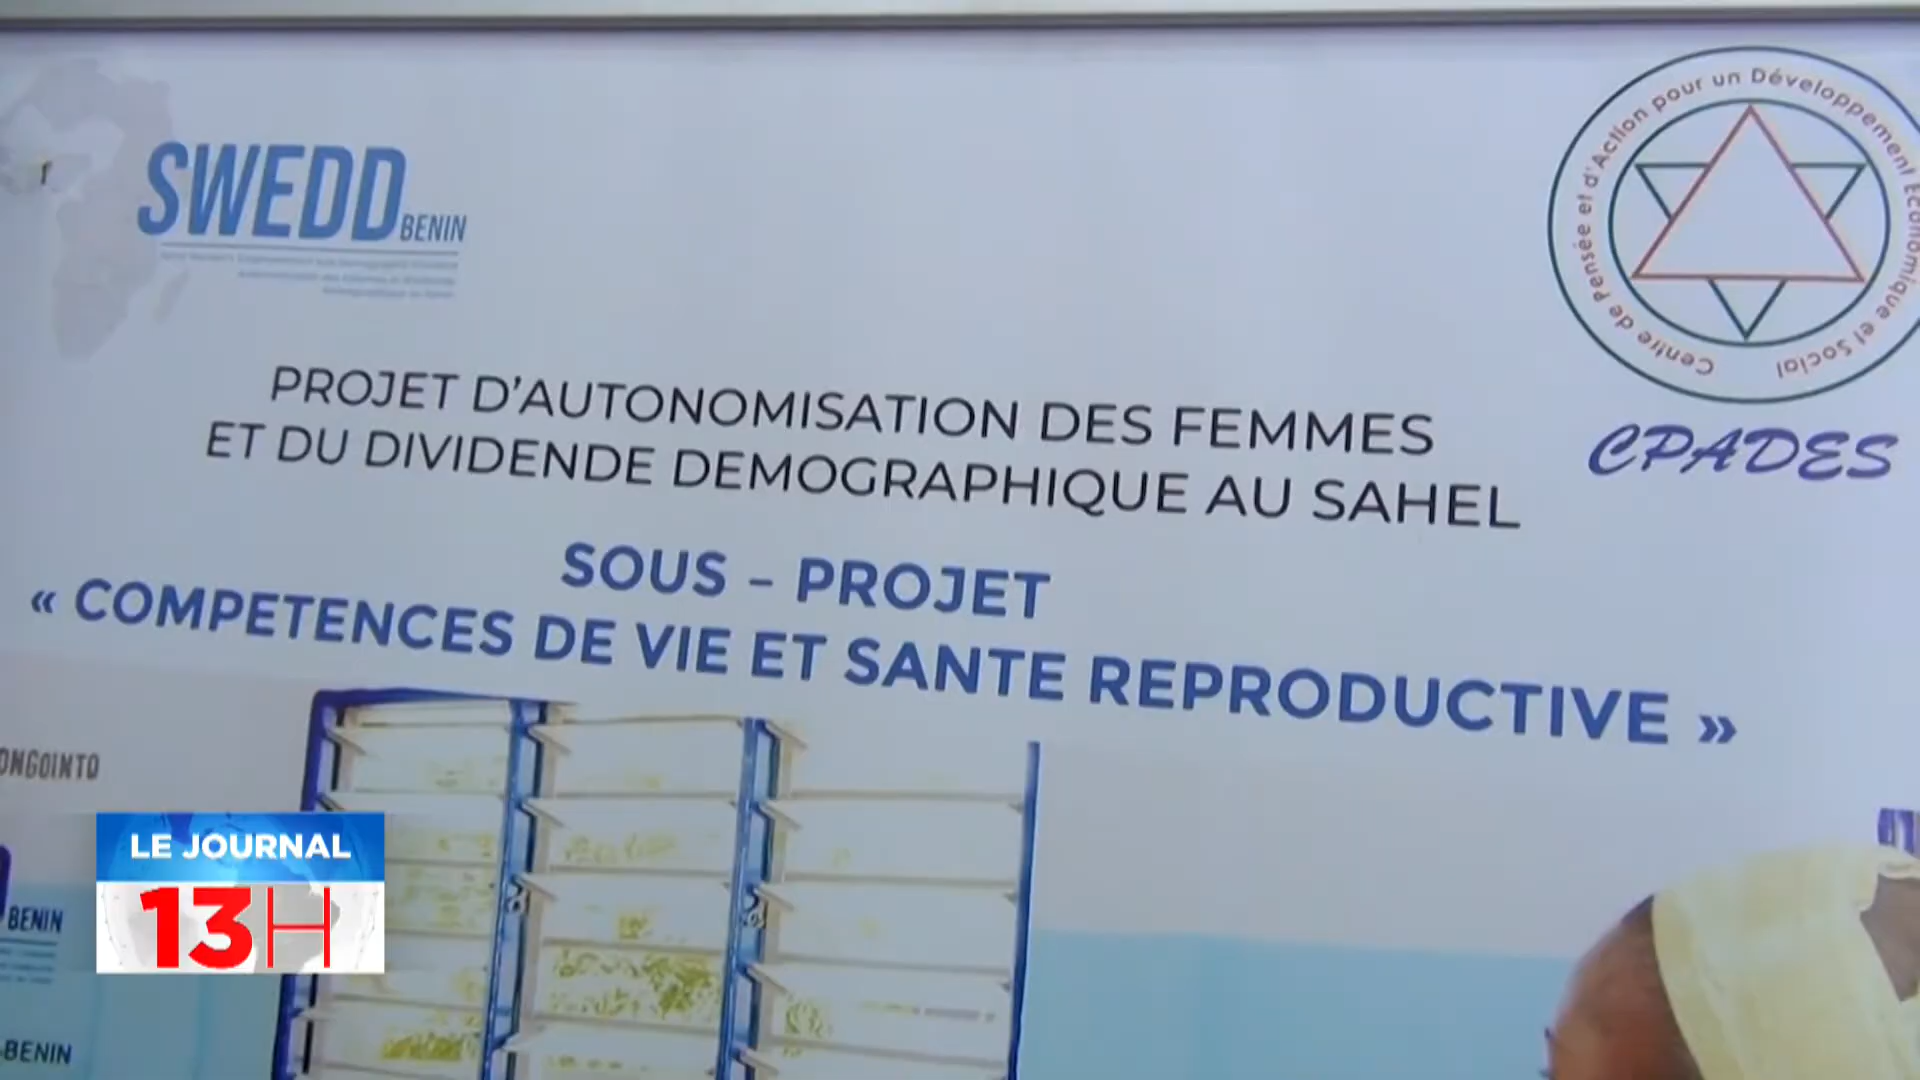 SWEDD BENIN
Centre de Pensée et d'Action pour un Développement Economique et Social
CPADES
PROJET D'AUTONOMISATION DES FEMMES
ET DU DIVIDENDE DEMOGRAPHIQUE AU SAHEL
SOUS – PROJET
« COMPETENCES DE VIE ET SANTE REPRODUCTIVE »
ONGOINTO
LE JOURNAL
13H
BENIN
BENIN